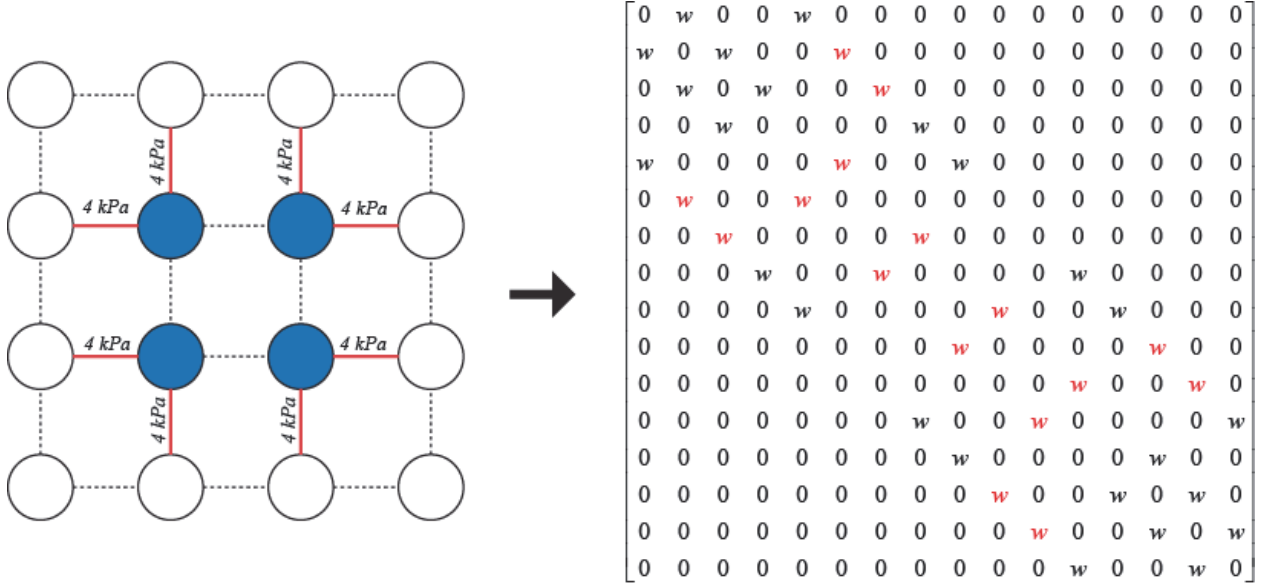 4 kPa 4 kPa
4 kPa 4 kPa
4 kPa 4 kPa
4 kPa 4 kPa
0 w 0 0 w 0 0 0 0 0 0 0 0 0 0 0
w 0 w 0 0 w 0 0 0 0 0 0 0 0 0 0
0 w 0 w 0 0 w 0 0 0 0 0 0 0 0 0
0 0 w 0 0 0 0 w 0 0 0 0 0 0 0 0
w 0 0 0 0 w 0 0 w 0 0 0 0 0 0 0
0 w 0 0 w 0 0 0 0 0 0 0 0 0 0 0
0 0 w 0 0 0 0 w 0 0 0 0 0 0 0 0
0 0 0 w 0 0 w 0 0 0 0 w 0 0 0 0
0 0 0 0 w 0 0 0 0 w 0 0 w 0 0 0
0 0 0 0 0 0 0 0 w 0 0 0 0 w 0 0
0 0 0 0 0 0 0 0 0 0 0 w 0 0 w 0
0 0 0 0 0 0 0 w 0 0 w 0 0 0 0 w
0 0 0 0 0 0 0 0 w 0 0 0 0 w 0 0
0 0 0 0 0 0 0 0 0 w 0 0 w 0 w 0
0 0 0 0 0 0 0 0 0 0 w 0 0 w 0 w
0 0 0 0 0 0 0 0 0 0 0 w 0 0 w 0